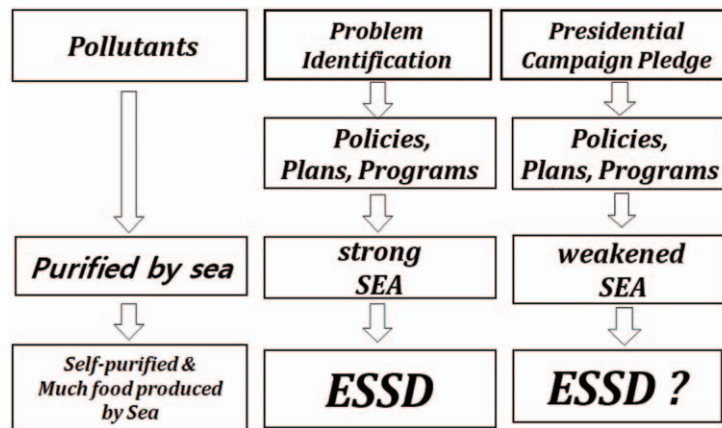 Pollutants
Purified by sea
Self-purified &
Much food produced
by Sea
Problem
Identification
Policies,
Plans, Programs
strong
SEA
ESSD
Presidential
Campaign Pledge
Policies,
Plans, Programs
weakened
SEA
ESSD ?